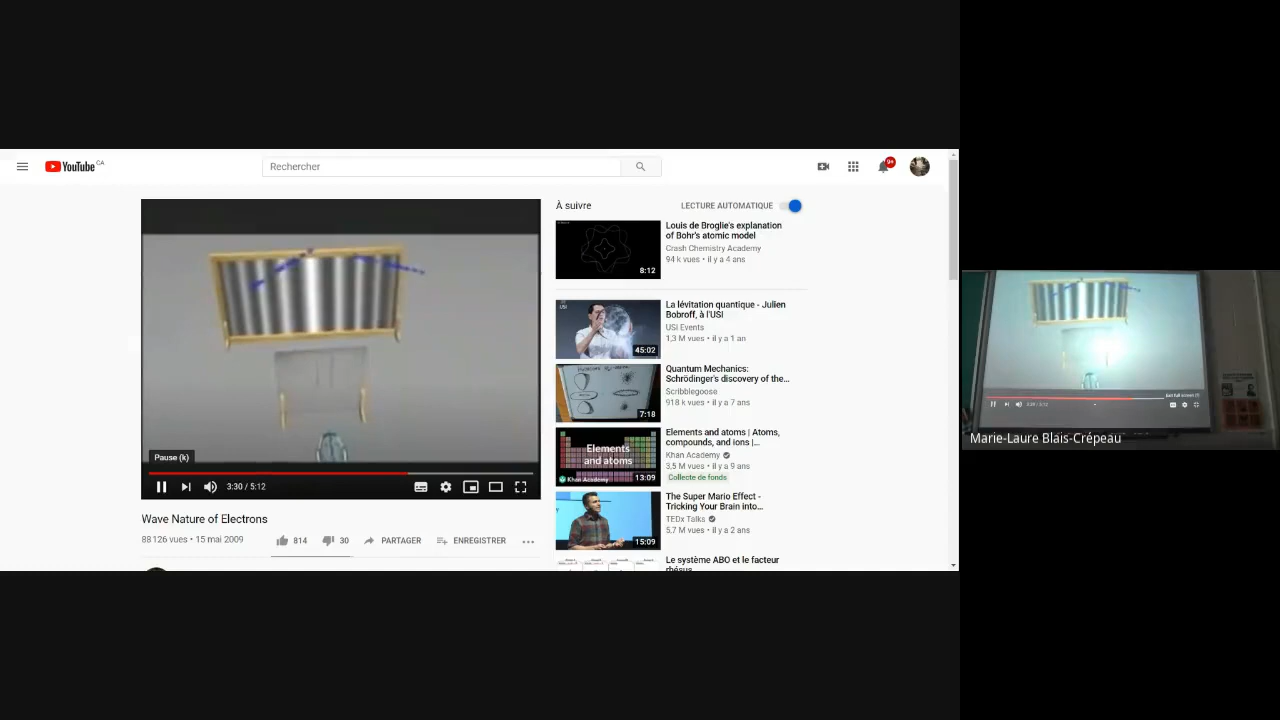 YouTube CA
Rechercher
9+
À suivre
LECTURE AUTOMATIQUE
Louis de Broglie's explanation
of Bohr's atomic model
Crash Chemistry Academy
94 k vues • il y a 4 ans
8:12
La lévitation quantique - Julien
Bobroff, à l'USI
USI Events
1,3 M vues • il y a 1 an
USI
45:02
Quantum Mechanics:
Schrödinger's discovery of the...
Scribblegoose
918 k vues • il y a 7 ans
7:18
Elements and atoms | Atoms,
compounds, and ions |...
Khan Academy
3,5 M vues • il y a 9 ans
Collecte de fonds
Elements
and atoms
Khan Academy
13:09
The Super Mario Effect -
Tricking Your Brain into...
TEDx Talks
5,7 M vues • il y a 2 ans
15:09
Le système ABO et le facteur
rhésus
Pause (k)
3:30 / 5:12
Wave Nature of Electrons
88 126 vues • 15 mai 2009
814
30
PARTAGER
ENREGISTRER
Marie-Laure Blais-Crépeau